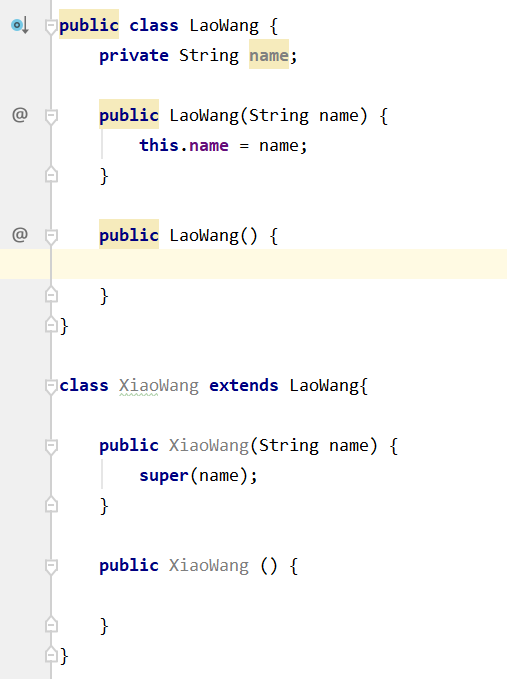 public class LaoWang {
private String name;
@ public LaoWang(String name) {
this.name = name;
}
@ public LaoWang() {
}
}
class XiaoWang extends LaoWang{
public XiaoWang(String name) {
super(name);
}
public XiaoWang () {
}
}